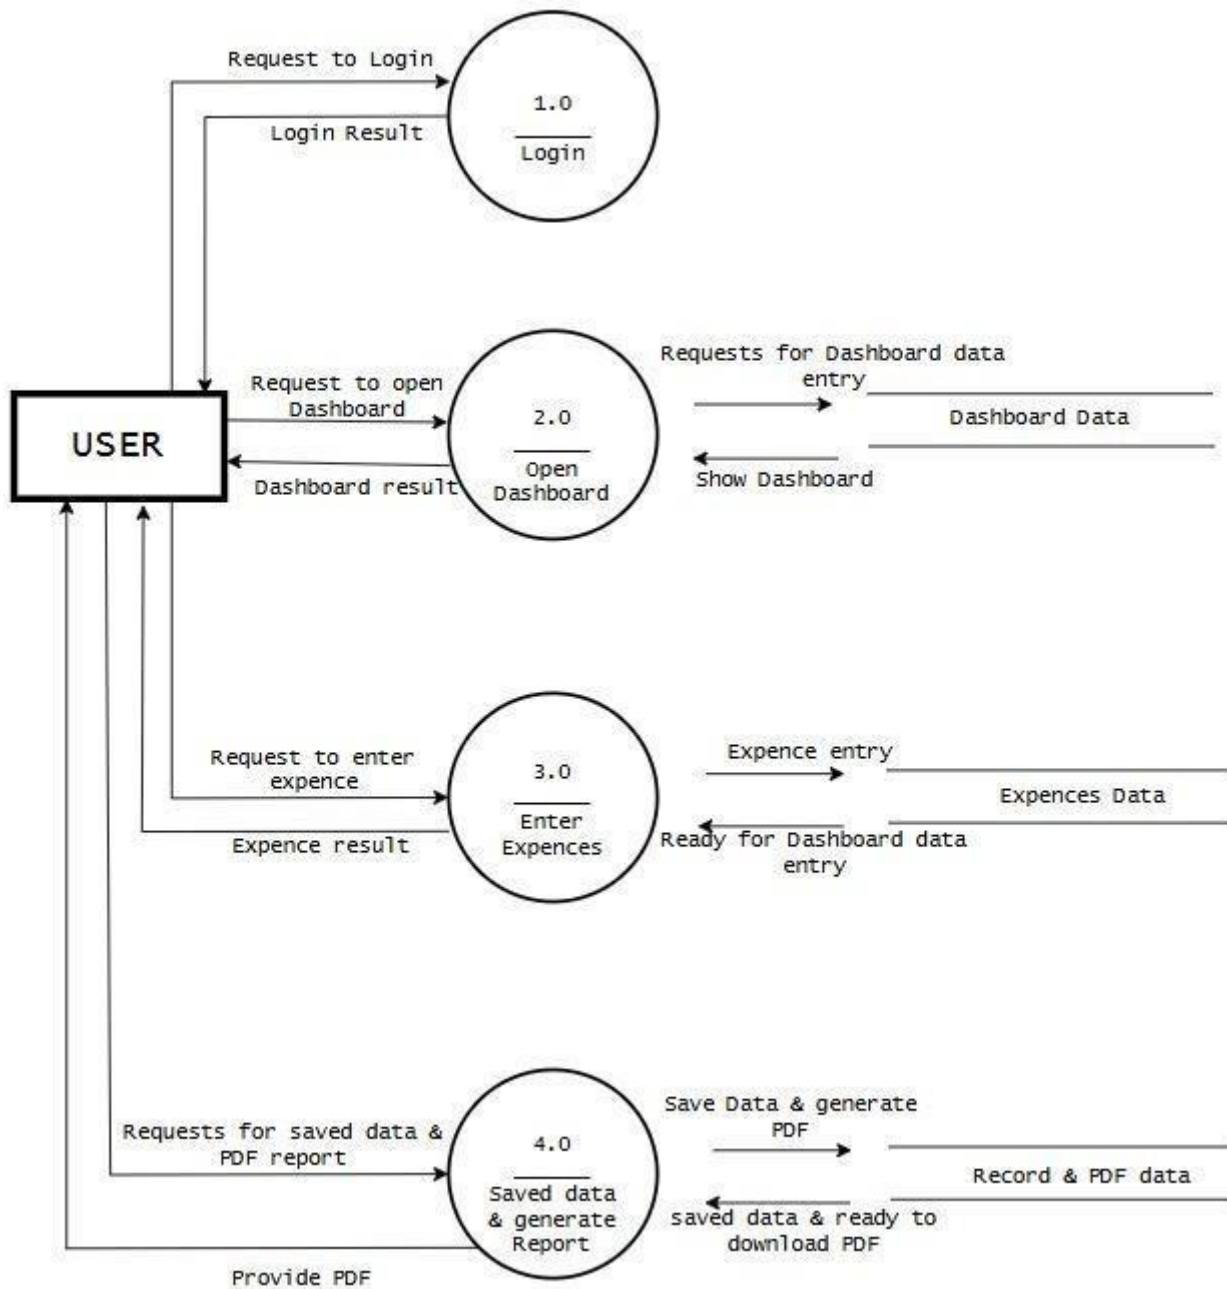 Request to Login
1.0
Login Result
Login
Requests for Dashboard data
entry
Request to open
Dashboard
2.0
Dashboard Data
USER
Open
Dashboard
Dashboard result
Show Dashboard
Request to enter
expence
3.0
Expence entry
Expences Data
Enter
Expences
Expence result
Ready for Dashboard data
entry
Save Data & generate
PDF
Requests for saved data &
PDF report
4.0
Record & PDF data
Saved data
& generate
Report
saved data & ready to
download PDF
Provide PDF